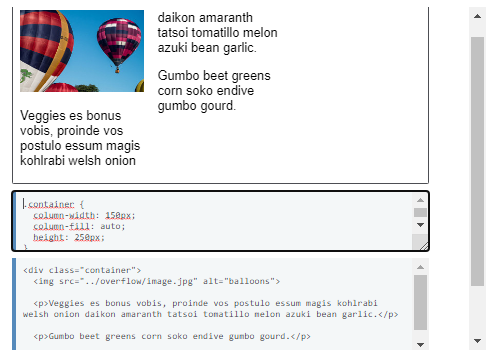 daikon amaranth
tatsoi tomatillo melon
azuki bean garlic.
Gumbo beet greens
corn soko endive
gumbo gourd.
Veggies es bonus
vobis, proinde vos
postulo essum magis
kohlrabi welsh onion
.container {
column-width: 150px;
column-fill: auto;
height: 250px;
}
<div class="container">
<img src="../overflow/image.jpg" alt="balloons">
<p>Veggies es bonus vobis, proinde vos postulo essum magis kohlrabi
welsh onion daikon amaranth tatsoi tomatillo melon azuki bean garlic.</p>
<p>Gumbo beet greens corn soko endive gumbo gourd.</p>